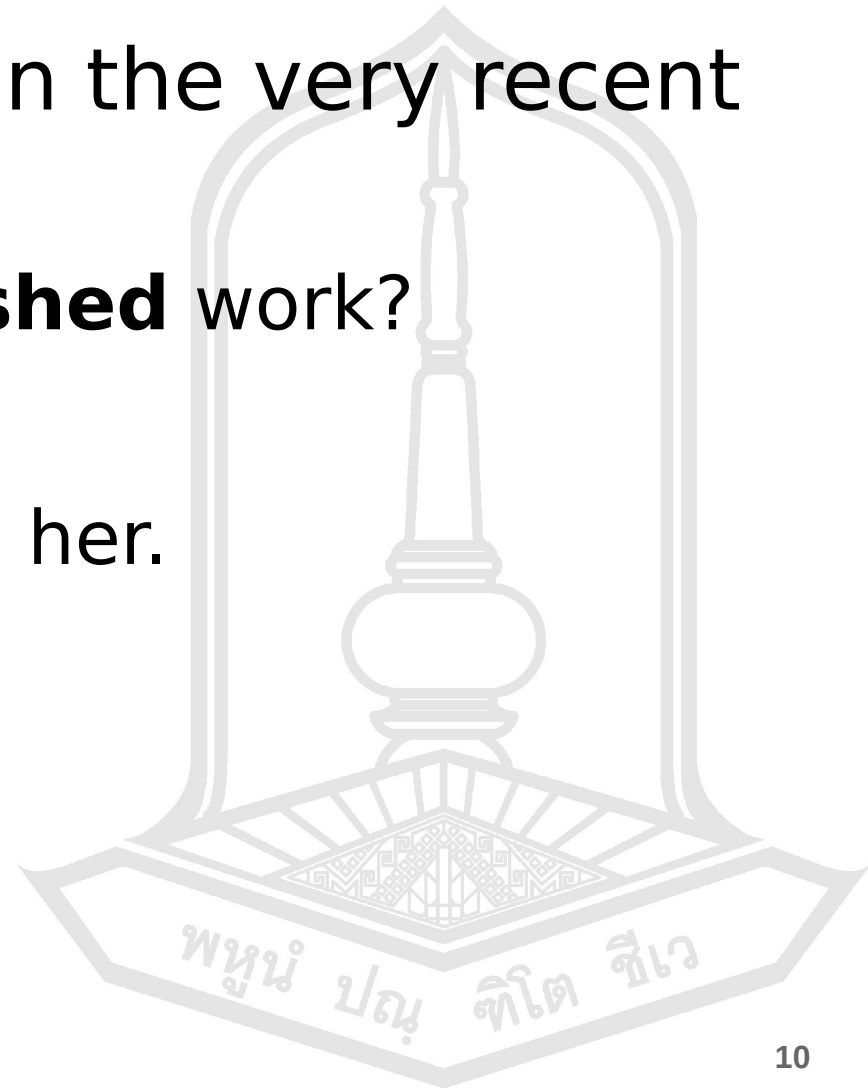 n the very recent
shed work?
her.
พหูนํ ปณฺ ฑิโต ชีเว
10